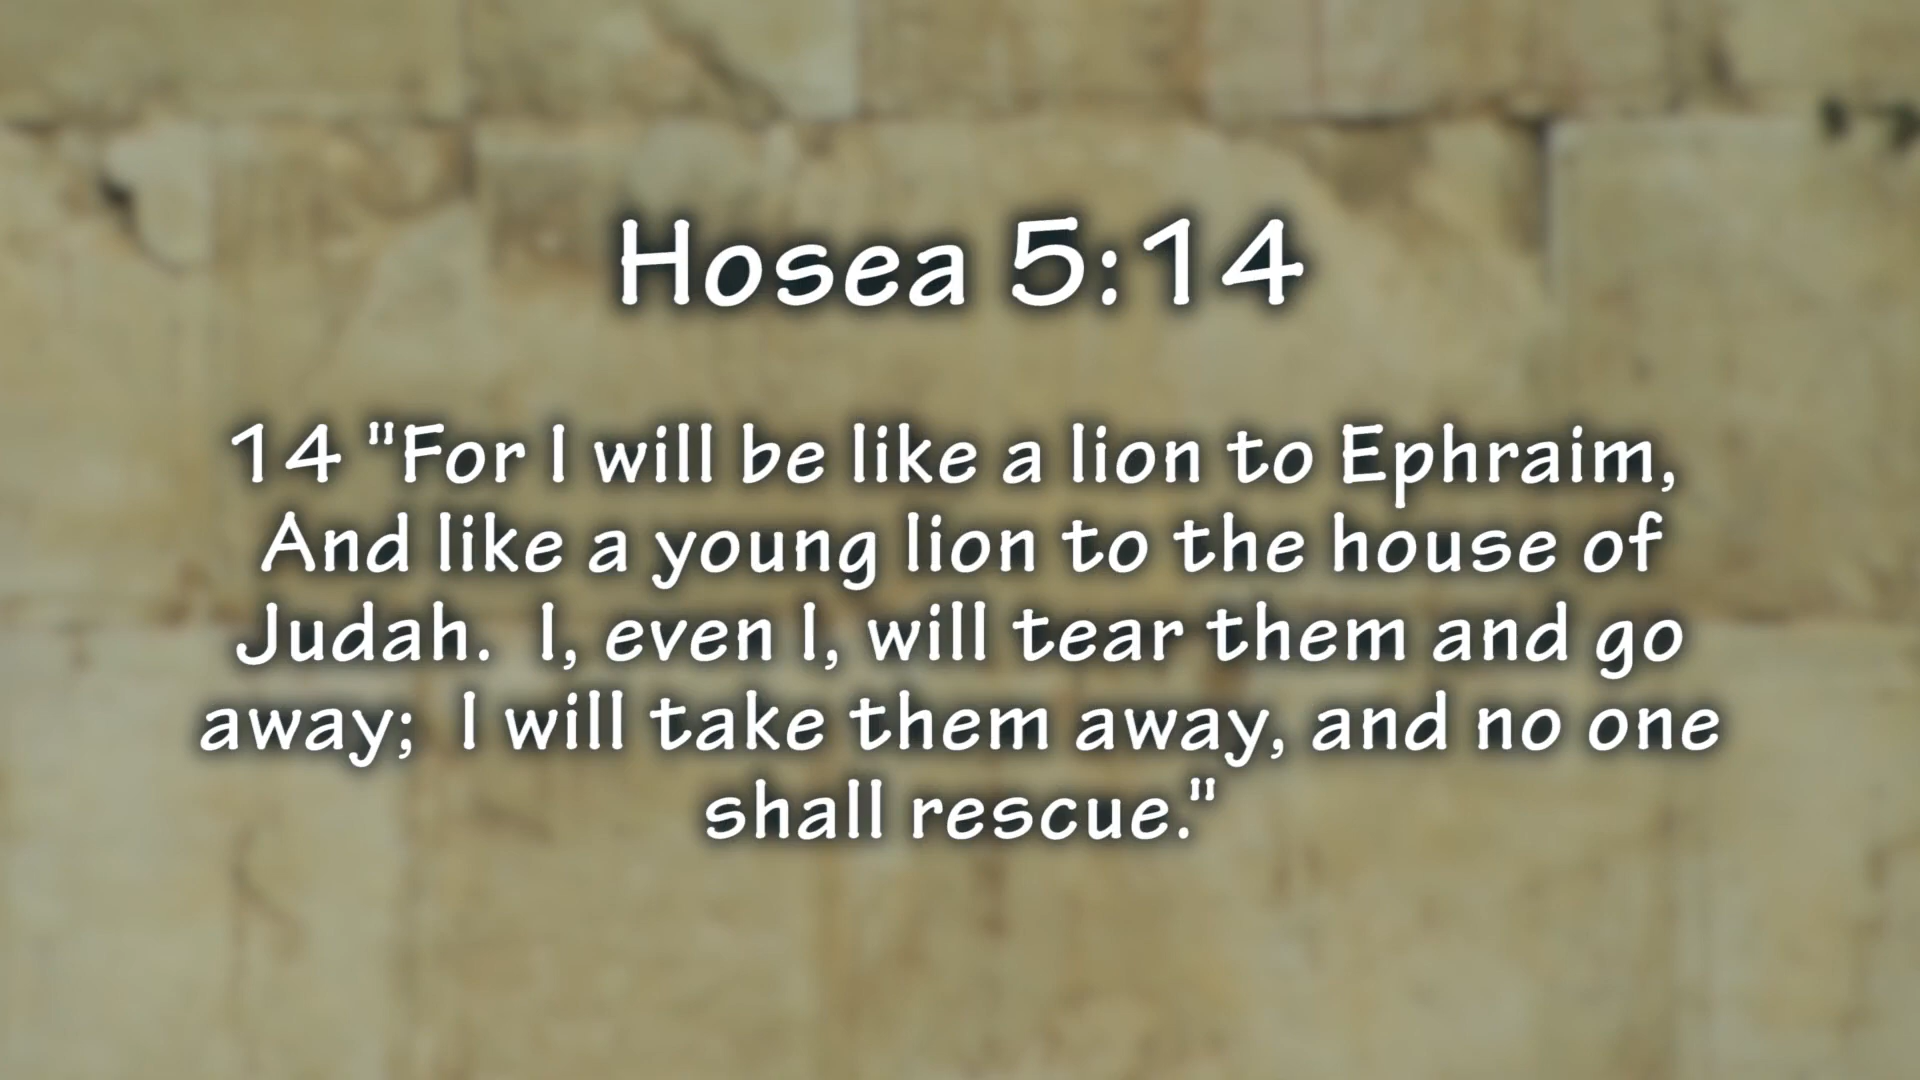 Hosea 5:14
14 "For I will be like a lion to Ephraim,
And like a young lion to the house of
Judah.  I, even I, will tear them and go
away;  I will take them away, and no one
shall rescue."